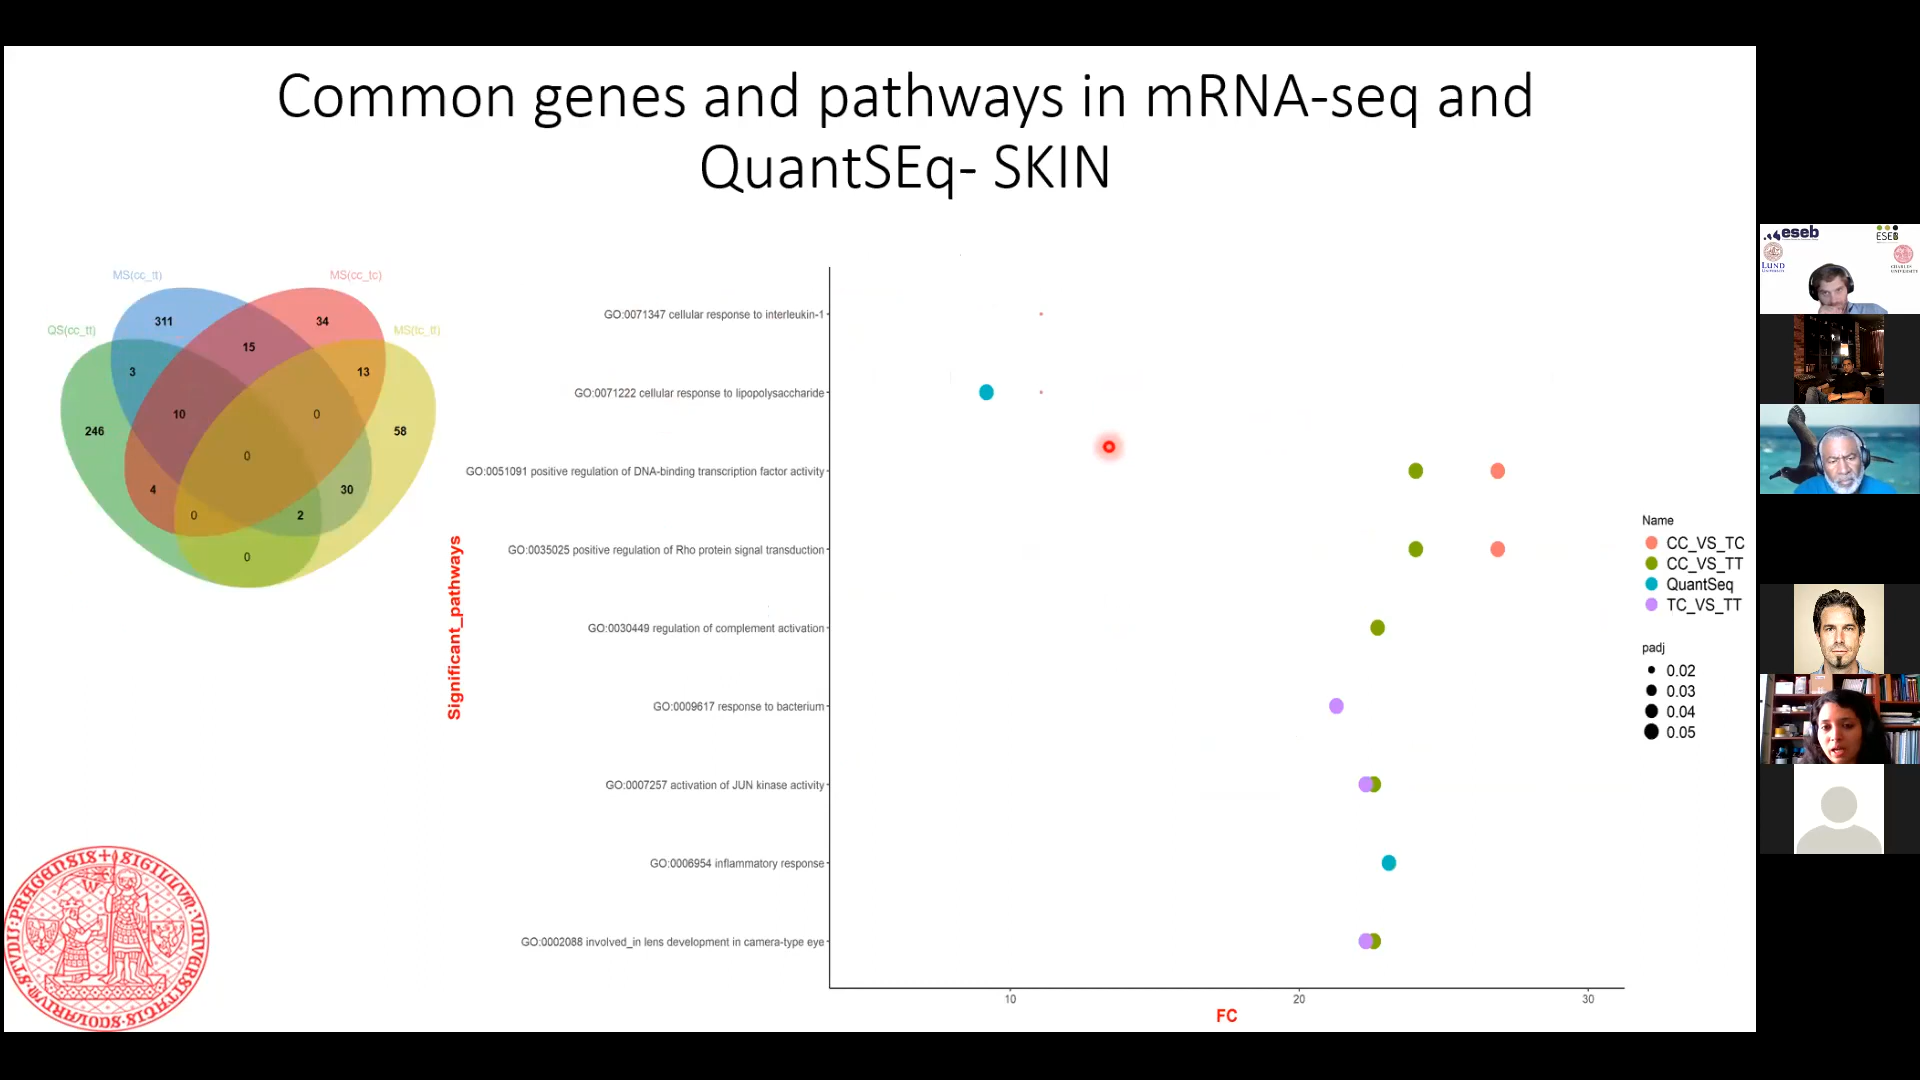 Common genes and pathways in mRNA-seq and
QuantSEq- SKIN
MS(cc_tt)
MS(cc_tc)
QS(cc_tt)
MS(tc_tt)
311
34
15
3
13
10
0
246
58
0
4
30
0
2
0
Significant_pathways
GO:0071347 cellular response to interleukin-1
GO:0071222 cellular response to lipopolysaccharide
GO:0051091 positive regulation of DNA-binding transcription factor activity
GO:0035025 positive regulation of Rho protein signal transduction
GO:0030449 regulation of complement activation
GO:0009617 response to bacterium
GO:0007257 activation of JUN kinase activity
GO:0006954 inflammatory response
GO:0002088 involved_in lens development in camera-type eye
10
20
30
FC
Name
CC_VS_TC
CC_VS_TT
QuantSeq
TC_VS_TT
padj
0.02
0.03
0.04
0.05
eseb
ESEB
LUND
UNIVERSITY
CHARLES
UNIVERSITY